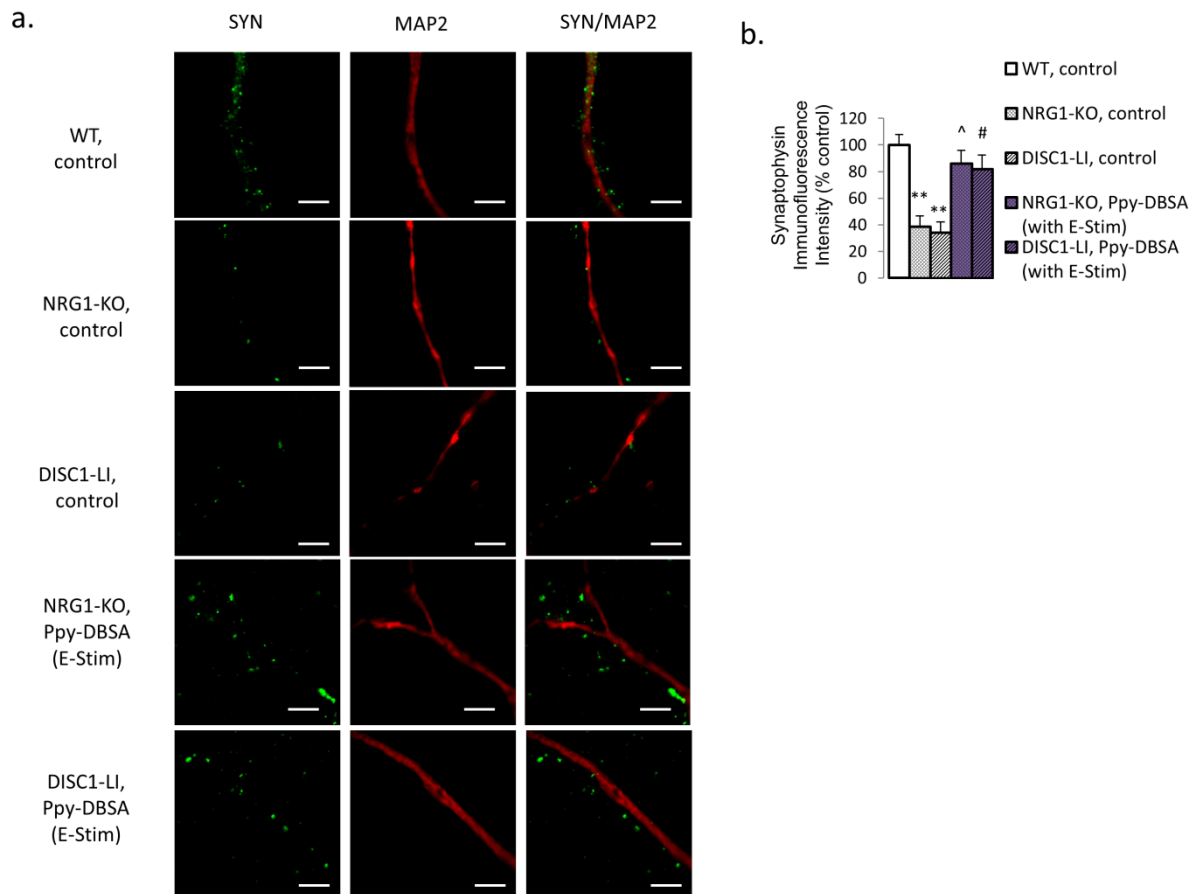 a.
SYN
MAP2
SYN/MAP2
WT,
control
NRG1-KO,
control
DISC1-LI,
control
NRG1-KO,
Ppy-DBSA
(E-Stim)
DISC1-LI,
Ppy-DBSA
(E-Stim)
b.
Synaptophysin
Immunofluorescence
Intensity (% control)
120
100
80
60
40
20
0
**
**
^
#
WT, control
NRG1-KO, control
DISC1-LI, control
NRG1-KO, Ppy-DBSA
(with E-Stim)
DISC1-LI, Ppy-DBSA
(with E-Stim)